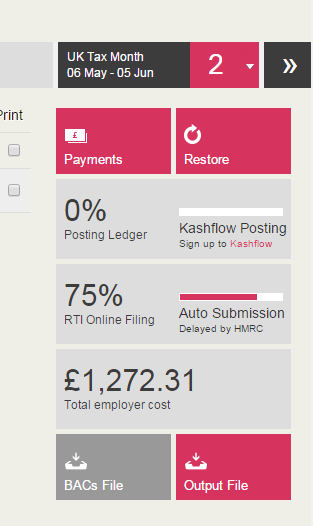 UK Tax Month
06 May - 05 Jun
2
»
Print
£
Payments
Restore
0%
Posting Ledger
Kashflow Posting
Sign up to Kashflow
75%
RTI Online Filing
Auto Submission
Delayed by HMRC
£1,272.31
Total employer cost
BACs File
Output File